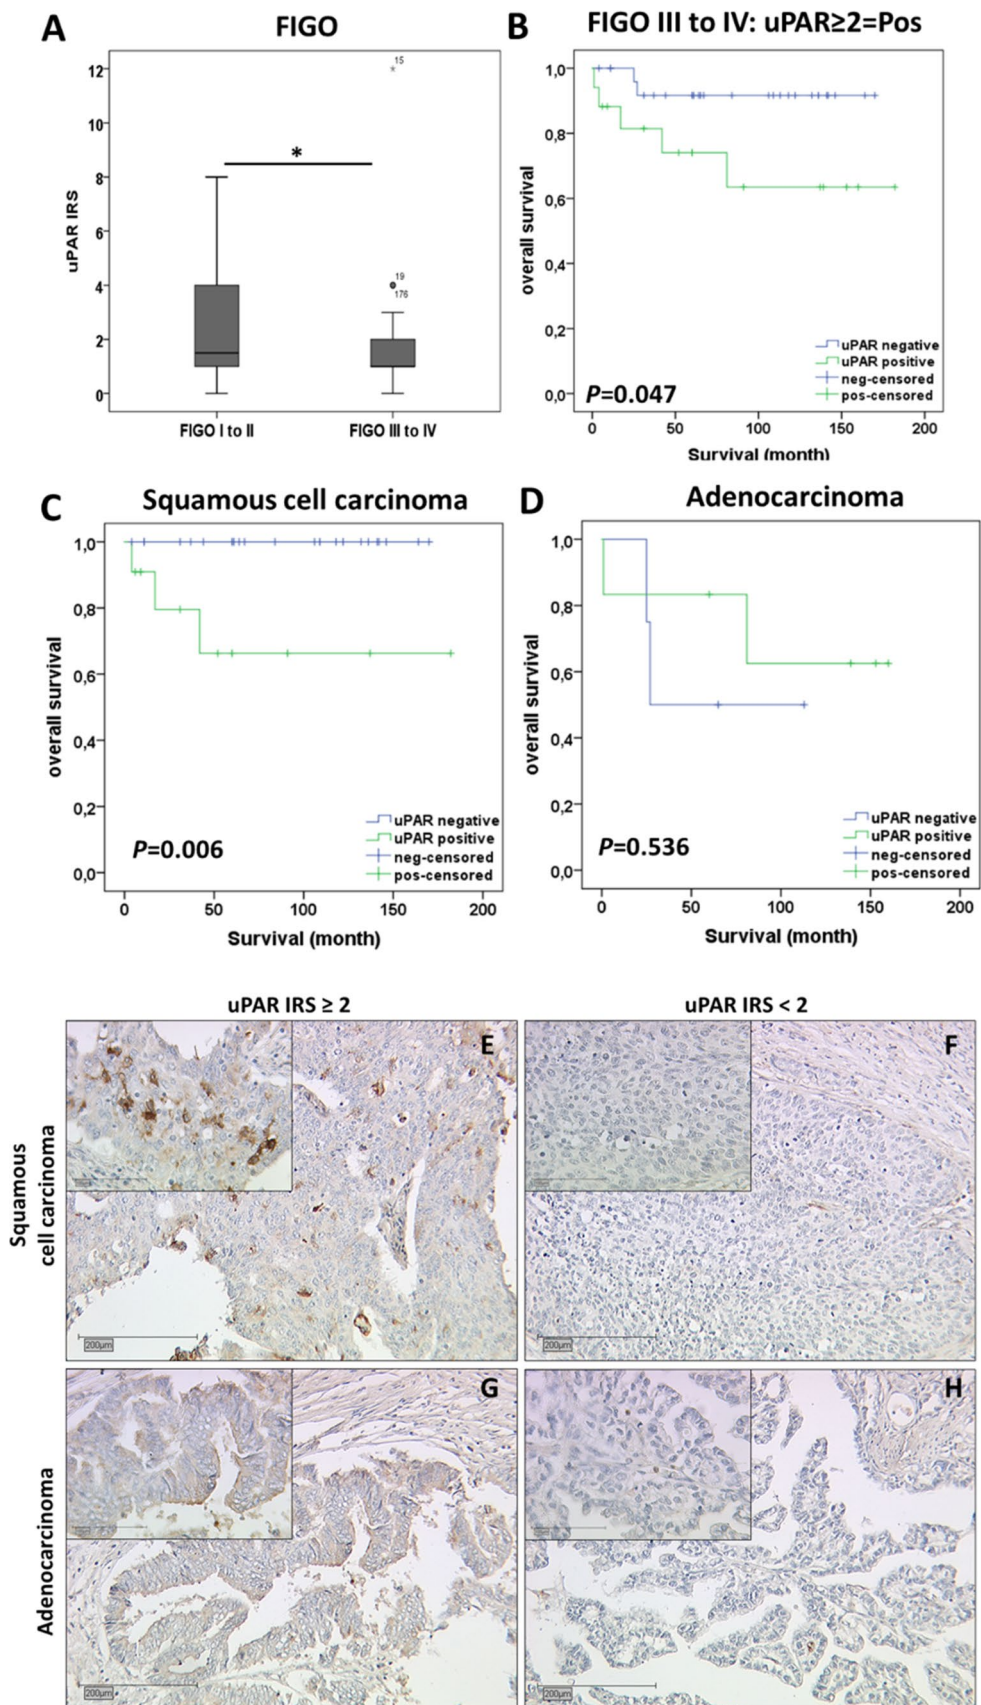 A
FIGO
12
10
8
6
4
2
0
uPAR IRS
*
15
19
176
FIGO I to II
FIGO III to IV
B
FIGO III to IV: uPAR≥2=Pos
1,0
0,8
0,6
0,4
0,2
0,0
overall survival
uPAR negative
uPAR positive
neg-censored
pos-censored
P=0.047
0 50 100 150 200
Survival (month)
C
Squamous cell carcinoma
1,0
0,8
0,6
0,4
0,2
0,0
overall survival
uPAR negative
uPAR positive
neg-censored
pos-censored
P=0.006
0 50 100 150 200
Survival (month)
D
Adenocarcinoma
1,0
0,8
0,6
0,4
0,2
0,0
overall survival
uPAR negative
uPAR positive
neg-censored
pos-censored
P=0.536
0 50 100 150 200
Survival (month)
uPAR IRS ≥ 2
uPAR IRS < 2
Squamous
cell carcinoma
E
200µm
F
200µm
Adenocarcinoma
G
200µm
H
200µm